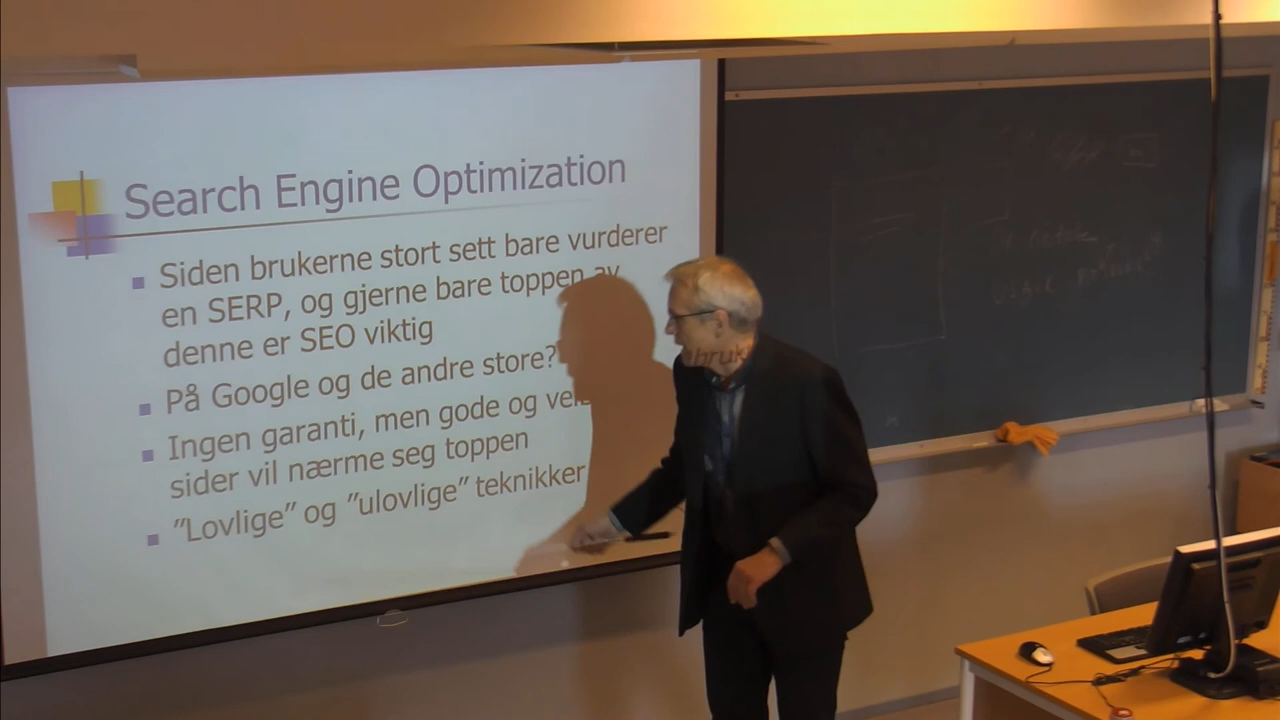 Search Engine Optimization
Siden brukerne stort sett bare vurderer
en SERP, og gjerne bare toppen av
denne er SEO viktig
På Google og de andre store?
Ingen garanti, men gode og
sider vil nærme seg toppen
"Lovlige" og "ulovlige" teknikker